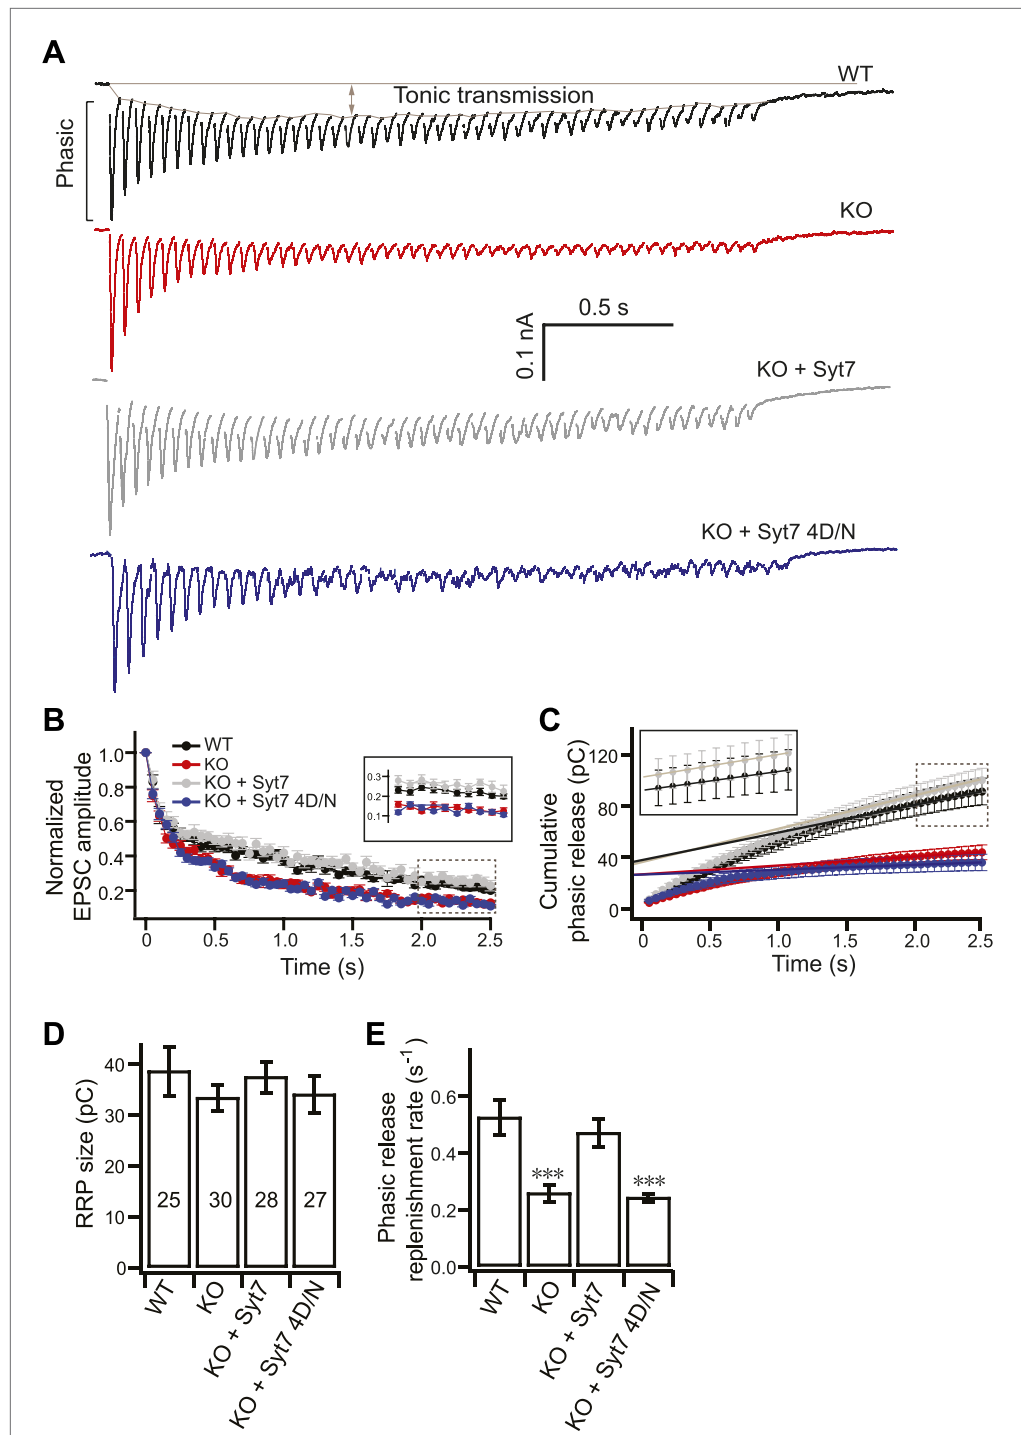 A
WT
Tonic transmission
Phasic
KO
0.5 s
0.1 nA
KO + Syt7
KO + Syt7 4D/N
B
Normalized
EPSC amplitude
1.0
0.8
0.6
0.4
0.2
WT
KO
KO + Syt7
KO + Syt7 4D/N
0.3
0.2
0.1
0
0.5
1.0
1.5
2.0
2.5
Time (s)
C
Cumulative
phasic release (pC)
120
80
40
0
0
0.5
1.0
1.5
2.0
2.5
Time (s)
D
RRP size (pC)
40
30
20
10
0
25
30
28
27
WT
KO
KO + Syt7
KO + Syt7 4D/N
E
Phasic release
replenishment rate (s-1)
0.6
0.4
0.2
0.0
***
***
WT
KO
KO + Syt7
KO + Syt7 4D/N